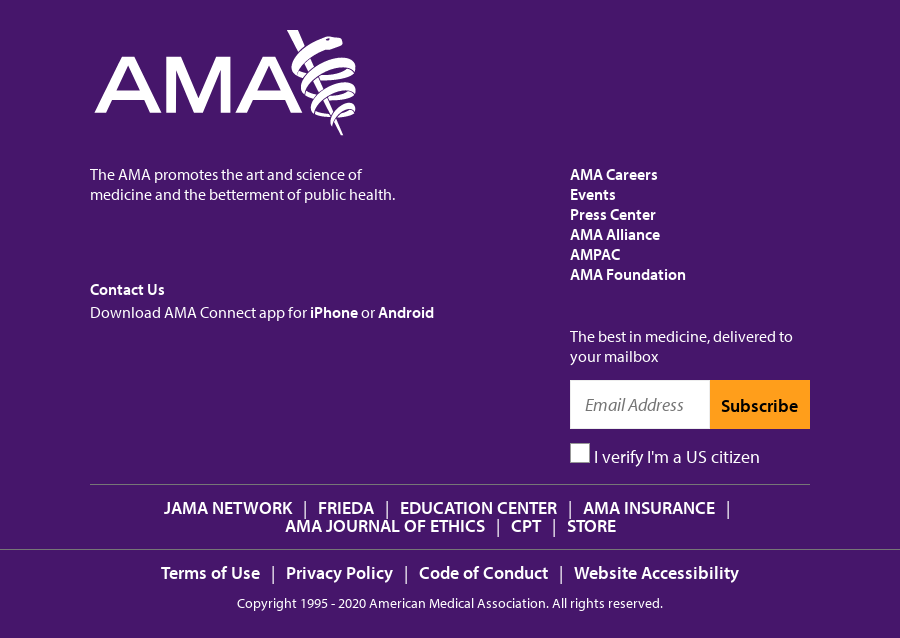 AMA
The AMA promotes the art and science of
medicine and the betterment of public health.
Contact Us
Download AMA Connect app for iPhone or Android
AMA Careers
Events
Press Center
AMA Alliance
AMPAC
AMA Foundation
The best in medicine, delivered to
your mailbox
Email Address Subscribe
I verify I'm a US citizen
JAMA NETWORK | FRIEDA | EDUCATION CENTER | AMA INSURANCE |
AMA JOURNAL OF ETHICS | CPT | STORE
Terms of Use | Privacy Policy | Code of Conduct | Website Accessibility
Copyright 1995 - 2020 American Medical Association. All rights reserved.